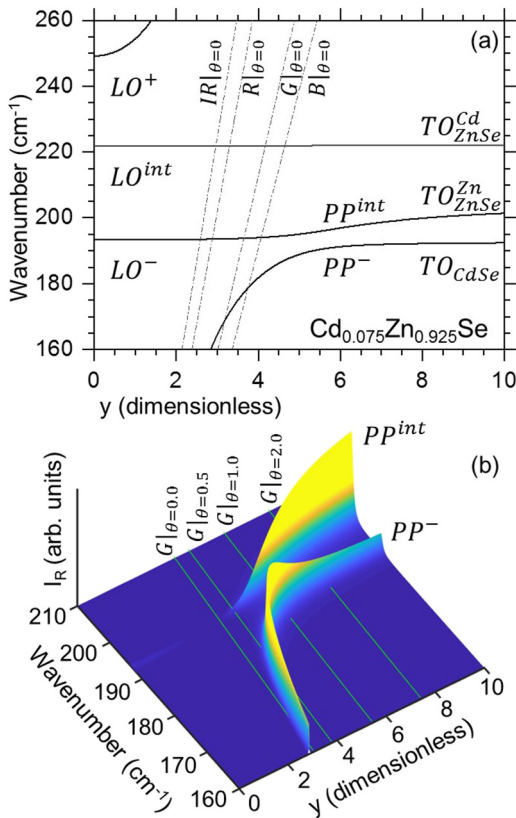 260
240
220
200
180
160
Wavenumber (cm⁻¹)
(a)
LO⁺
IR|θ=0
R|θ=0
G|θ=0
B|θ=0
TO^Cd_ZnSe
LO^int
TO^Zn_ZnSe
PP^int
LO⁻
PP⁻
TO_CdSe
Cd₀.₀₇₅Zn₀.₉₂₅Se
0 2 4 6 8 10
y (dimensionless)
(b)
PP^int
PP⁻
G|θ=0.0
G|θ=0.5
G|θ=1.0
G|θ=2.0
I_R (arb. units)
210
200
190
180
170
160
Wavenumber (cm⁻¹)
0
2
4
6
8
10
y (dimensionless)